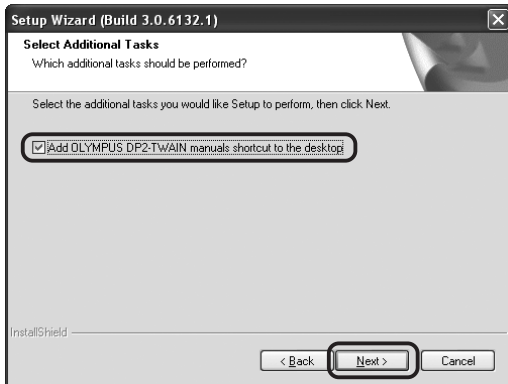 Setup Wizard (Build 3.0.6132.1)
Select Additional Tasks
Which additional tasks should be performed?
Select the additional tasks you would like Setup to perform, then click Next.
Add OLYMPUS DP2-TWAIN manuals shortcut to the desktop
InstallShield
< Back
Next >
Cancel